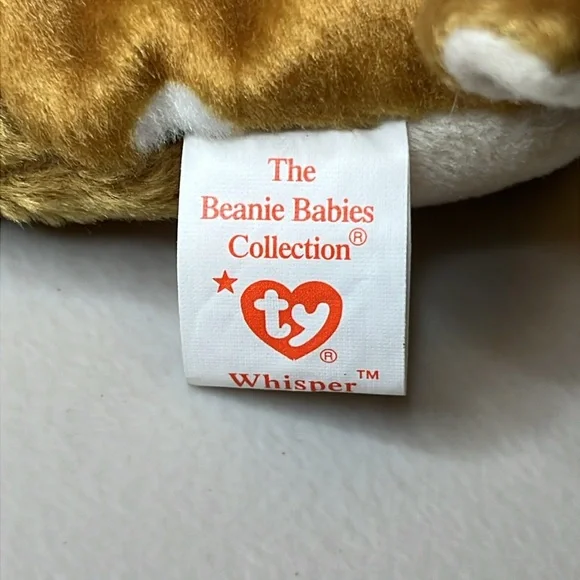 The
Beanie Babies
Collection®
ty®
Whisper™